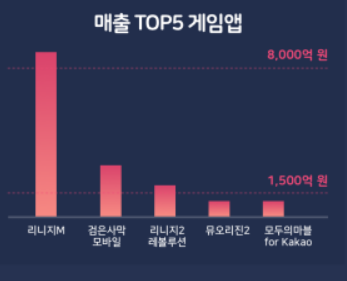 매출 TOP5 게임앱
8,000억 원
1,500억 원
리니지M
검은사막
모바일
리니지2
레볼루션
뮤오리진2
모두의마블
for Kakao